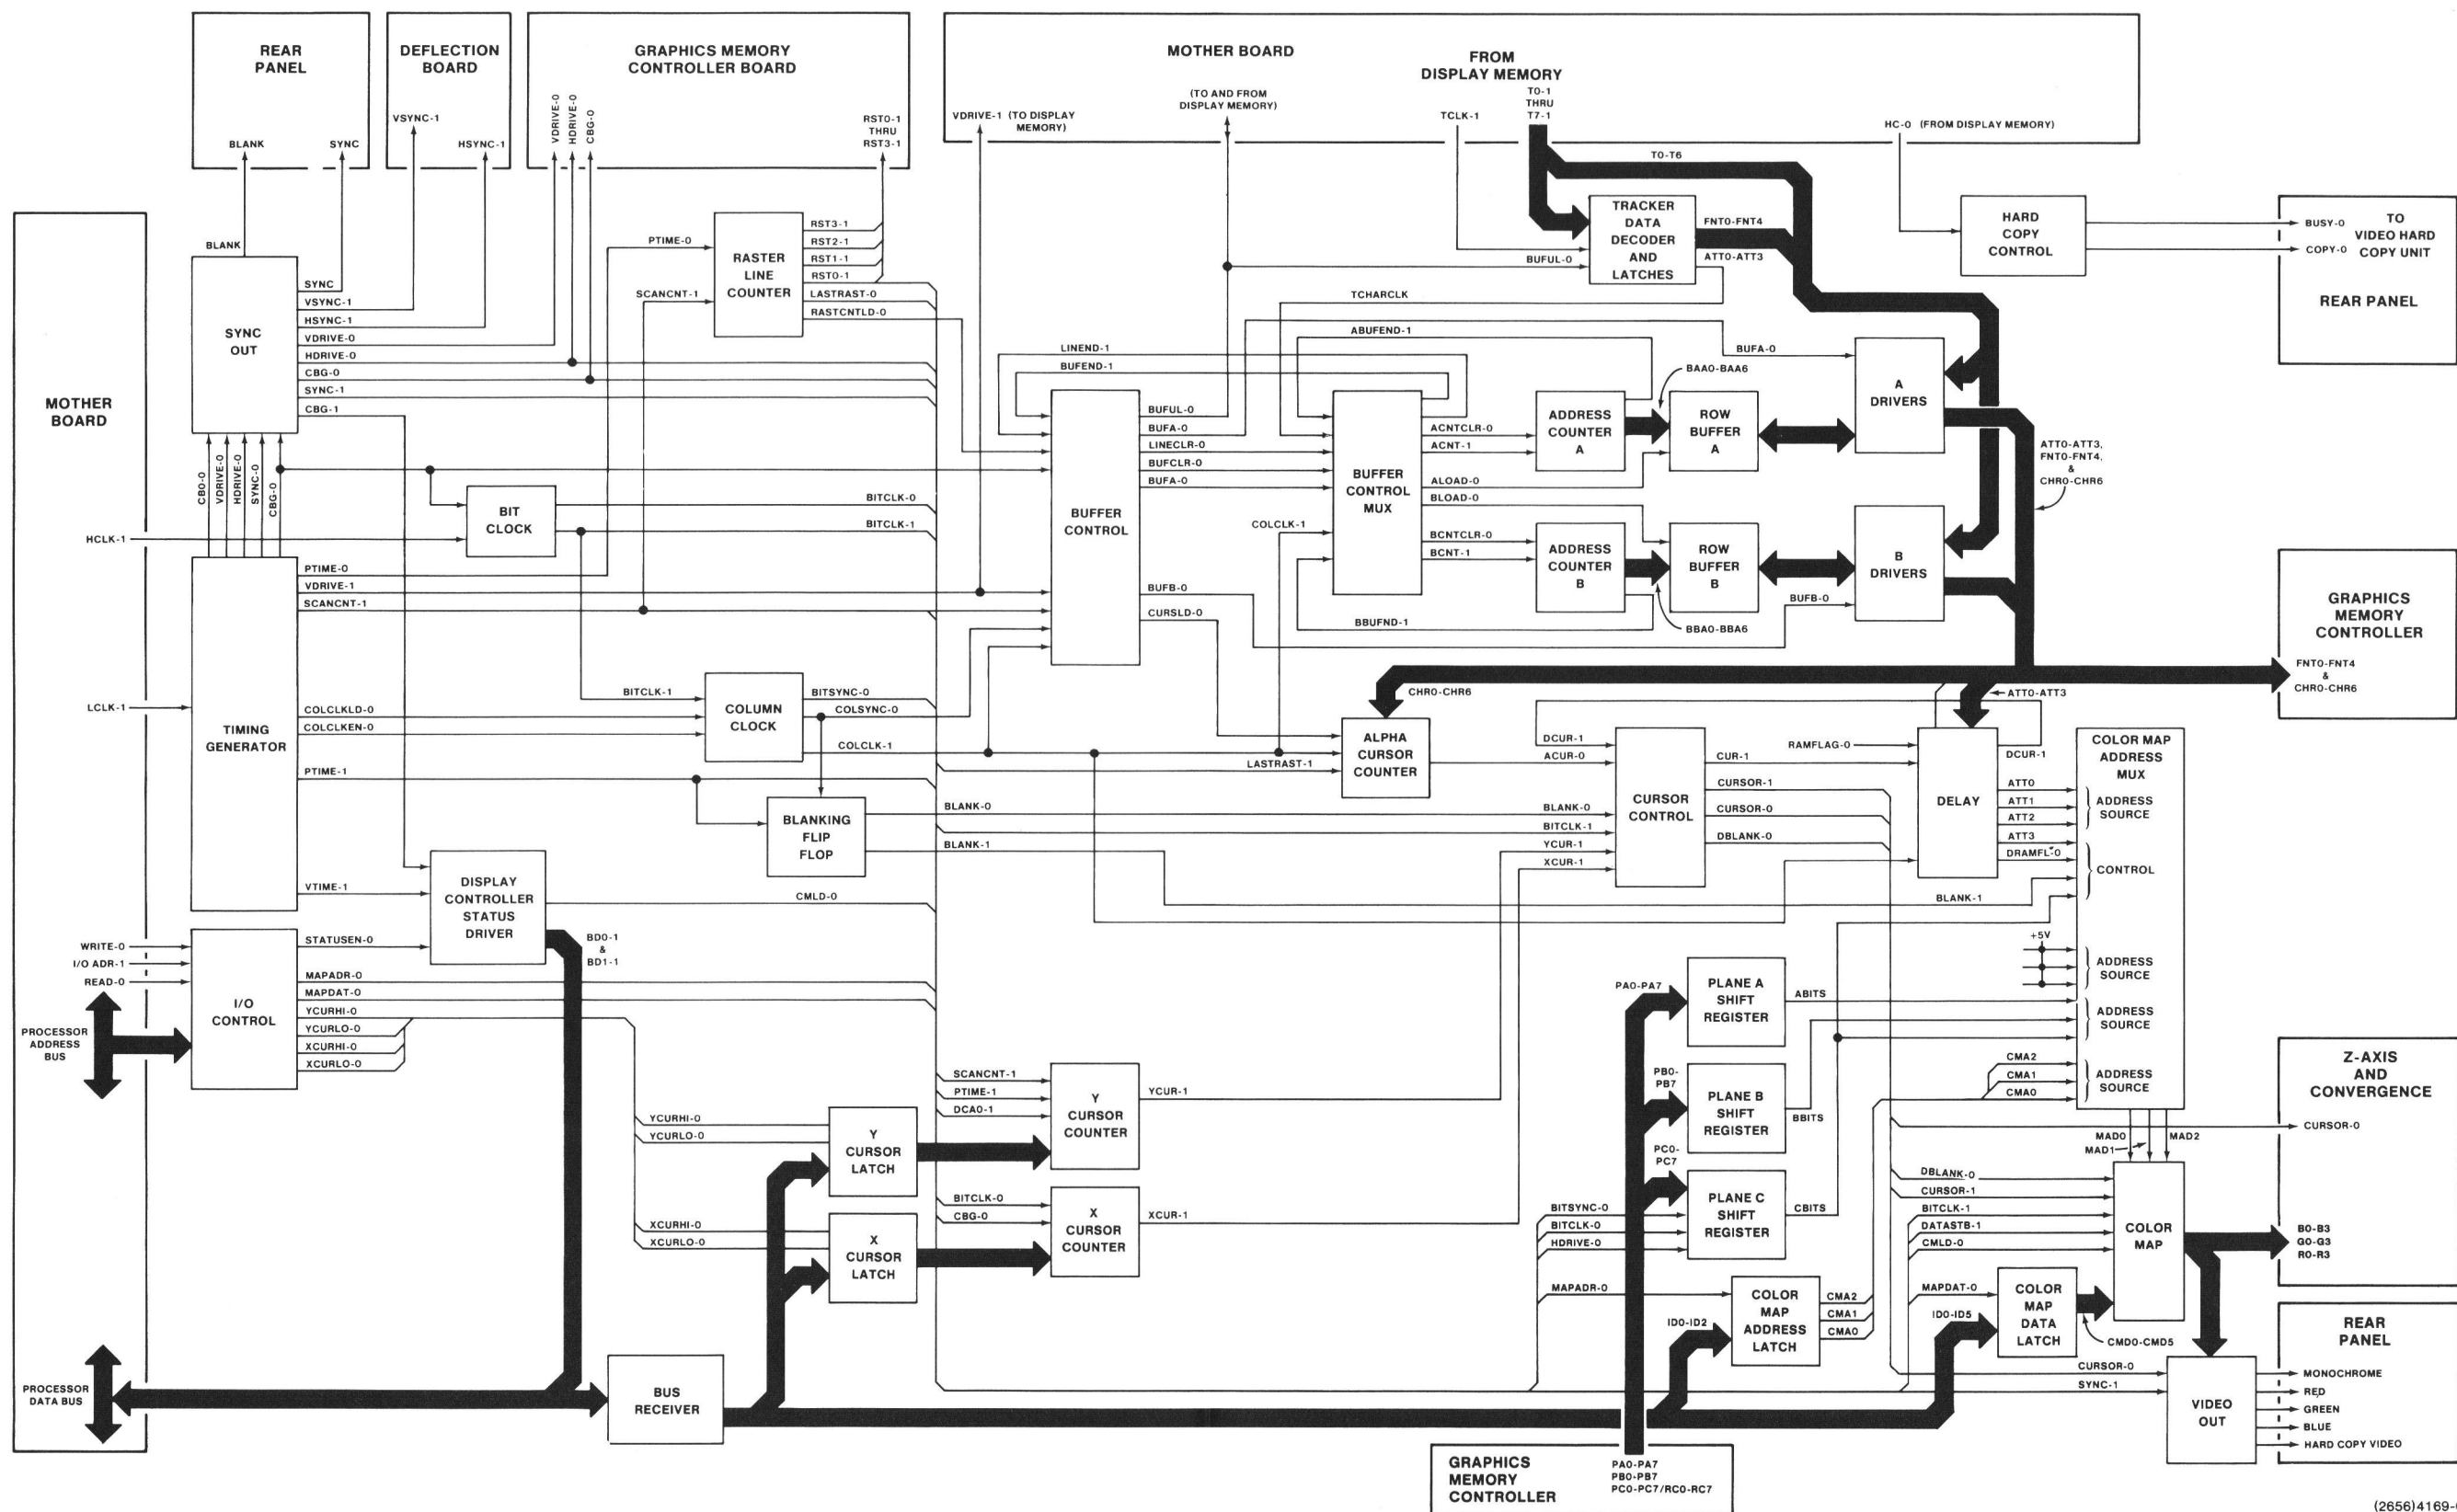 REAR
PANEL
BLANK
SYNC
DEFLECTION
BOARD
VSYNC-1
HSYNC-1
GRAPHICS MEMORY
CONTROLLER BOARD
VDRIVE-0
HDRIVE-0
CBG-0
RST0-1
THRU
RST3-1
MOTHER BOARD
FROM
DISPLAY MEMORY
VDRIVE-1 (TO DISPLAY
MEMORY)
(TO AND FROM
DISPLAY MEMORY)
TCLK-1
T0-1
THRU
T7-1
HC-0 (FROM DISPLAY MEMORY)
T0-T6
MOTHER
BOARD
HCLK-1
LCLK-1
WRITE-0
I/O ADR-1
READ-0
PROCESSOR
ADDRESS
BUS
PROCESSOR
DATA BUS
BLANK
SYNC
OUT
SYNC
VSYNC-1
HSYNC-1
VDRIVE-0
HDRIVE-0
CBG-0
SYNC-1
CBG-1
CB0-0
VDRIVE-0
HDRIVE-0
SYNC-0
CBG-0
TIMING
GENERATOR
PTIME-0
VDRIVE-1
SCANCNT-1
COLCLKLD-0
COLCLKEN-0
PTIME-1
VTIME-1
BIT
CLOCK
BITCLK-0
BITCLK-1
PTIME-0
SCANCNT-1
RASTER
LINE
COUNTER
RST3-1
RST2-1
RST1-1
RST0-1
LASTRAST-0
RASTCNTLD-0
BITCLK-1
COLUMN
CLOCK
BITSYNC-0
COLSYNC-0
COLCLK-1
BLANKING
FLIP
FLOP
BLANK-0
BLANK-1
DISPLAY
CONTROLLER
STATUS
DRIVER
CMLD-0
BD0-1
&
BD1-1
I/O
CONTROL
STATUSEN-0
MAPADR-0
MAPDAT-0
YCURHI-0
YCURLO-0
XCURHI-0
XCURLO-0
LINEND-1
BUFEND-1
BUFFER
CONTROL
BUFUL-0
BUFA-0
LINECLR-0
BUFCLR-0
BUFA-0
BUFB-0
CURSLD-0
TCHARCLK
ABUFEND-1
COLCLK-1
BUFFER
CONTROL
MUX
ACNTCLR-0
ACNT-1
ALOAD-0
BLOAD-0
BCNTCLR-0
BCNT-1
BBUFND-1
ADDRESS
COUNTER
A
ADDRESS
COUNTER
B
BAA0-BAA6
ROW
BUFFER
A
ROW
BUFFER
B
BBA0-BBA6
BUFUL-0
TRACKER
DATA
DECODER
AND
LATCHES
FNT0-FNT4
ATT0-ATT3
BUFA-0
A
DRIVERS
BUFB-0
B
DRIVERS
ATT0-ATT3,
FNT0-FNT4,
&
CHR0-CHR6
HARD
COPY
CONTROL
BUSY-0
COPY-0
TO
VIDEO HARD
COPY UNIT
REAR PANEL
GRAPHICS
MEMORY
CONTROLLER
FNT0-FNT4
&
CHR0-CHR6
CHR0-CHR6
LASTRAST-1
ALPHA
CURSOR
COUNTER
DCUR-1
ACUR-0
BLANK-0
BITCLK-1
YCUR-1
XCUR-1
CURSOR
CONTROL
CUR-1
CURSOR-1
CURSOR-0
DBLANK-0
RAMFLAG-0
ATT0-ATT3
DELAY
DCUR-1
ATT0
ATT1
ATT2
ATT3
DRAMFL-0
BLANK-1
COLOR MAP
ADDRESS
MUX
ADDRESS
SOURCE
CONTROL
+5V
ADDRESS
SOURCE
ADDRESS
SOURCE
CMA2
CMA1
CMA0
ADDRESS
SOURCE
MAD0
MAD1
MAD2
PA0-PA7
PLANE A
SHIFT
REGISTER
ABITS
PB0-
PB7
PLANE B
SHIFT
REGISTER
BBITS
PC0-
PC7
PLANE C
SHIFT
REGISTER
CBITS
BITSYNC-0
BITCLK-0
HDRIVE-0
YCURHI-0
YCURLO-0
Y
CURSOR
LATCH
SCANCNT-1
PTIME-1
DCA0-1
Y
CURSOR
COUNTER
YCUR-1
XCURHI-0
XCURLO-0
X
CURSOR
LATCH
BITCLK-0
CBG-0
X
CURSOR
COUNTER
XCUR-1
MAPADR-0
ID0-ID2
COLOR
MAP
ADDRESS
LATCH
CMA2
CMA1
CMA0
DBLANK-0
CURSOR-1
BITCLK-1
DATASTB-1
CMLD-0
COLOR
MAP
MAPDAT-0
ID0-ID5
COLOR
MAP
DATA
LATCH
CMD0-CMD5
Z-AXIS
AND
CONVERGENCE
CURSOR-0
B0-B3
G0-G3
R0-R3
BUS
RECEIVER
CURSOR-0
SYNC-1
VIDEO
OUT
REAR
PANEL
MONOCHROME
RED
GREEN
BLUE
HARD COPY VIDEO
GRAPHICS
MEMORY
CONTROLLER
PA0-PA7
PB0-PB7
PC0-PC7/RC0-RC7